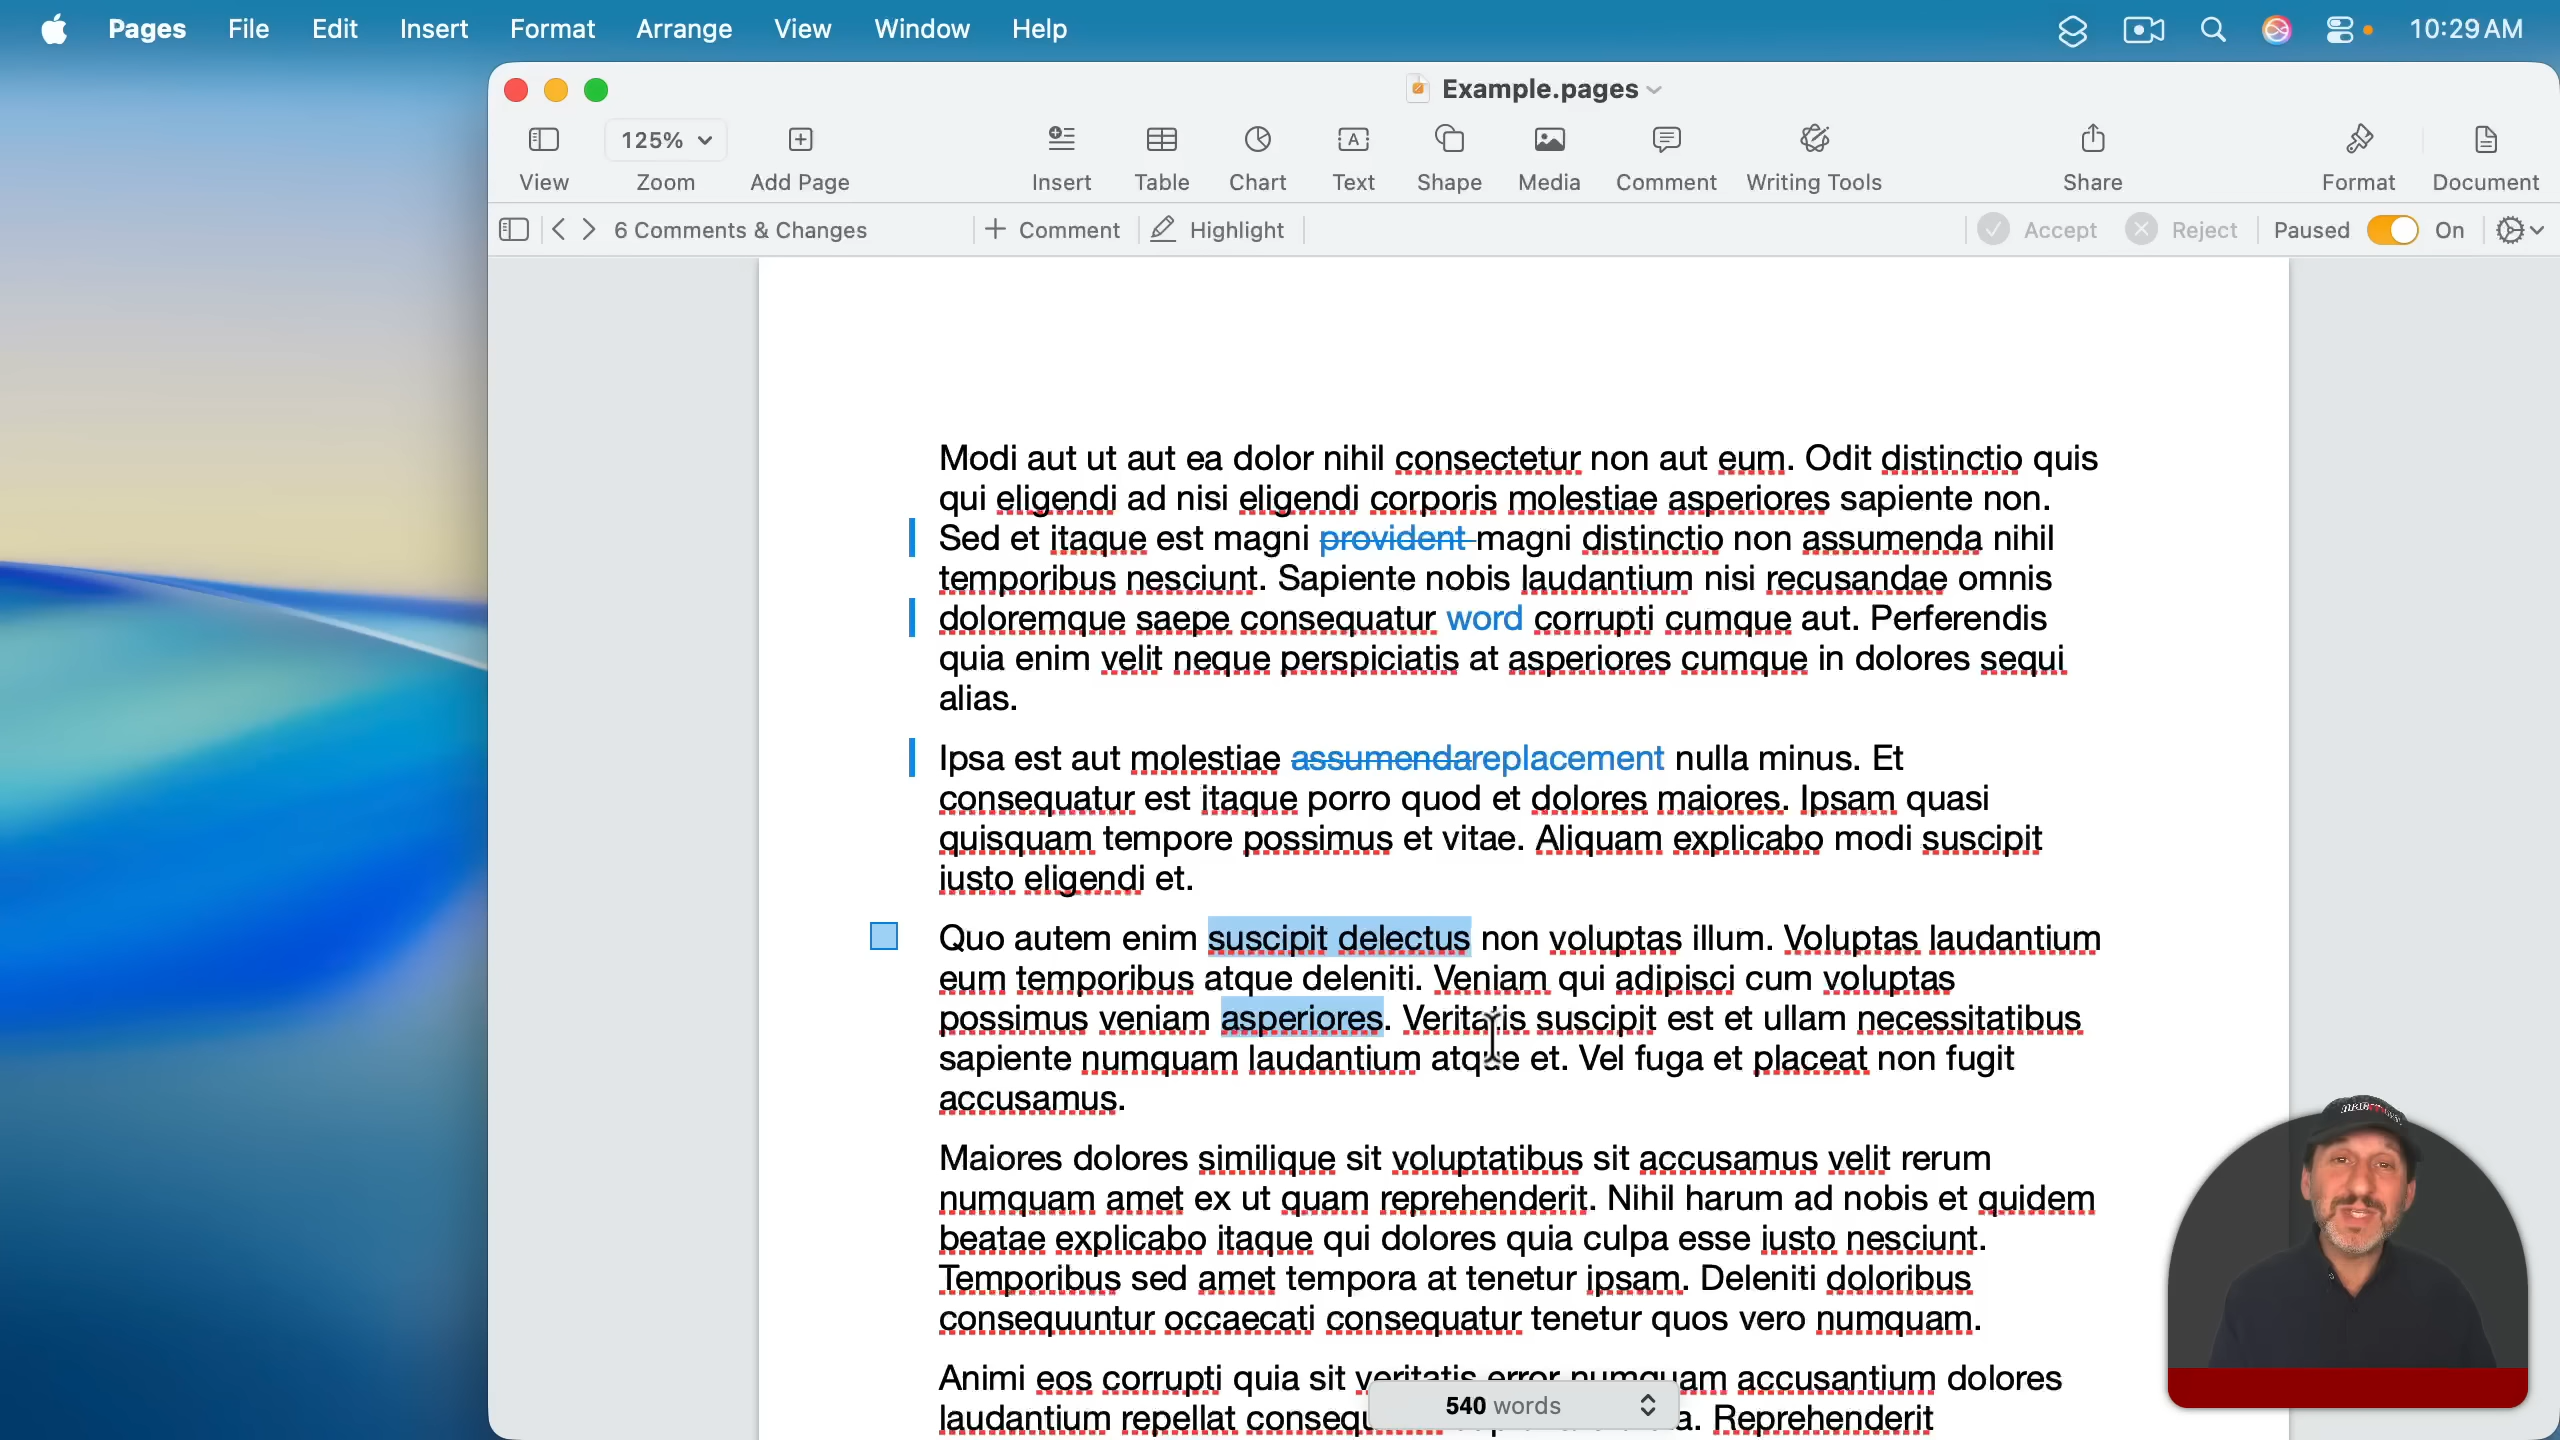 Pages File Edit Insert Format Arrange View Window Help 10:29 AM
Example.pages
125%
View Zoom Add Page Insert Table Chart Text Shape Media Comment Writing Tools Share Format Document
6 Comments & Changes Comment Highlight Accept Reject Paused On
Modi aut ut aut ea dolor nihil consectetur non aut eum. Odit distinctio quis
qui eligendi ad nisi eligendi corporis molestiae asperiores sapiente non.
Sed et itaque est magni provident magni distinctio non assumenda nihil
temporibus nesciunt. Sapiente nobis laudantium nisi recusandae omnis
doloremque saepe consequatur word corrupti cumque aut. Perferendis
quia enim velit neque perspiciatis at asperiores cumque in dolores sequi
alias.
Ipsa est aut molestiae assumendareplacement nulla minus. Et
consequatur est itaque porro quod et dolores maiores. Ipsam quasi
quisquam tempore possimus et vitae. Aliquam explicabo modi suscipit
iusto eligendi et.
Quo autem enim suscipit delectus non voluptas illum. Voluptas laudantium
eum temporibus atque deleniti. Veniam qui adipisci cum voluptas
possimus veniam asperiores. Veritatis suscipit est et ullam necessitatibus
sapiente numquam laudantium atque et. Vel fuga et placeat non fugit
accusamus.
Maiores dolores similique sit voluptatibus sit accusamus velit rerum
numquam amet ex ut quam reprehenderit. Nihil harum ad nobis et quidem
beatae explicabo itaque qui dolores quia culpa esse iusto nesciunt.
Temporibus sed amet tempora at tenetur ipsam. Deleniti doloribus
consequuntur occaecati consequatur tenetur quos vero numquam.
Animi eos corrupti quia sit veritatis error numquam accusantium dolores
laudantium repellat Reprehenderit
540 words